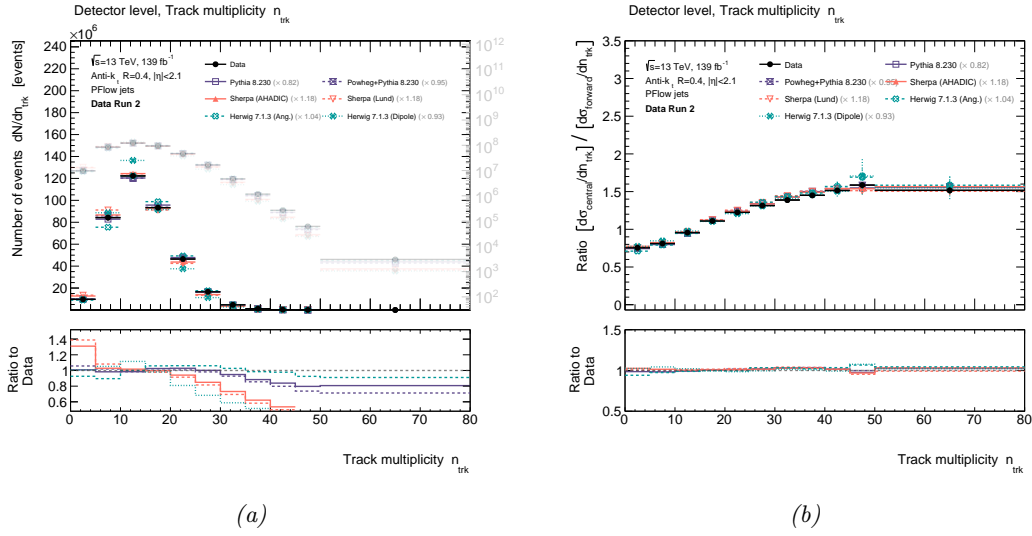 Detector level, Track multiplicity n_trk
×10^6
Number of events dN/dn_trk [events]
240
220
200
180
160
140
120
100
80
60
40
20
√s=13 TeV, 139 fb⁻¹
Anti-k_t R=0.4, |η|<2.1
PFlow jets
Data Run 2
Data
Pythia 8.230 (× 0.82)
Powheg+Pythia 8.230 (× 0.95)
Sherpa (AHADIC) (× 1.18)
Sherpa (Lund) (× 1.18)
Herwig 7.1.3 (Ang.) (× 1.04)
Herwig 7.1.3 (Dipole) (× 0.93)
10^12
10^11
10^10
10^9
10^8
10^7
10^6
10^5
10^4
10^3
10^2
Ratio to
Data
1.4
1.2
1
0.8
0.6
0 10 20 30 40 50 60 70 80
Track multiplicity n_trk
(a)
Detector level, Track multiplicity n_trk
Ratio [dσ_central/dn_trk] / [dσ_forward/dn_trk]
3.5
3
2.5
2
1.5
1
0.5
0
√s=13 TeV, 139 fb⁻¹
Anti-k_t R=0.4, |η|<2.1
PFlow jets
Data Run 2
Data
Pythia 8.230 (× 0.82)
Powheg+Pythia 8.230 (× 0.95)
Sherpa (AHADIC) (× 1.18)
Sherpa (Lund) (× 1.18)
Herwig 7.1.3 (Ang.) (× 1.04)
Herwig 7.1.3 (Dipole) (× 0.93)
Ratio to
Data
1.5
1
0.5
0 10 20 30 40 50 60 70 80
Track multiplicity n_trk
(b)